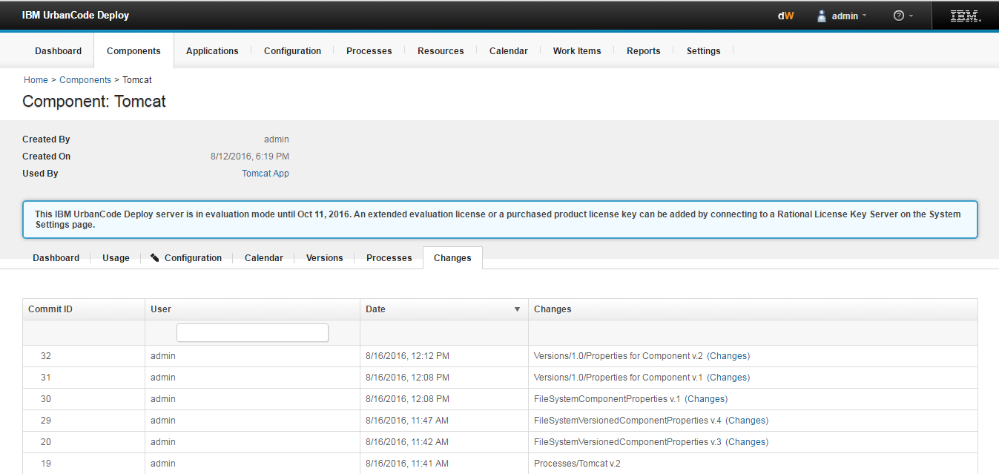 IBM UrbanCode Deploy dW admin ? IBM.
Dashboard Components Applications Configuration Processes Resources Calendar Work Items Reports Settings
Home > Components > Tomcat
Component: Tomcat
Created By admin
Created On 8/12/2016, 6:19 PM
Used By Tomcat App
This IBM UrbanCode Deploy server is in evaluation mode until Oct 11, 2016. An extended evaluation license or a purchased product license key can be added by connecting to a Rational License Key Server on the System
Settings page.
Dashboard Usage Configuration Calendar Versions Processes Changes
Commit ID User Date Changes
32 admin 8/16/2016, 12:12 PM Versions/1.0/Properties for Component v.2 (Changes)
31 admin 8/16/2016, 12:08 PM Versions/1.0/Properties for Component v.1 (Changes)
30 admin 8/16/2016, 12:08 PM FileSystemComponentProperties v.1 (Changes)
29 admin 8/16/2016, 11:47 AM FileSystemVersionedComponentProperties v.4 (Changes)
20 admin 8/16/2016, 11:42 AM FileSystemVersionedComponentProperties v.3 (Changes)
19 admin 8/16/2016, 11:41 AM Processes/Tomcat v.2